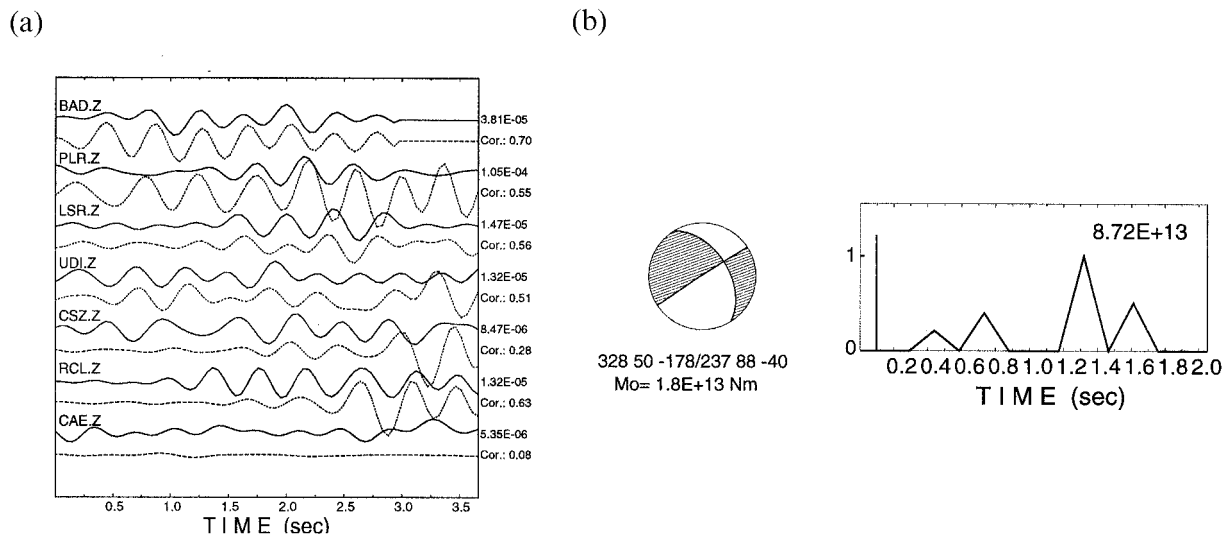 (a)
BAD.Z
3.81E-05
Cor.: 0.70
PLR.Z
1.05E-04
Cor.: 0.55
LSR.Z
1.47E-05
Cor.: 0.56
UDI.Z
1.32E-05
Cor.: 0.51
CSZ.Z
8.47E-06
Cor.: 0.28
RCL.Z
1.32E-05
Cor.: 0.63
CAE.Z
5.35E-06
Cor.: 0.08
0.5 1.0 1.5 2.0 2.5 3.0 3.5
TIME (sec)
(b)
328 50 -178/237 88 -40
Mo= 1.8E+13 Nm
8.72E+13
1
0
0.2 0.4 0.6 0.8 1.0 1.2 1.4 1.6 1.8 2.0
TIME (sec)